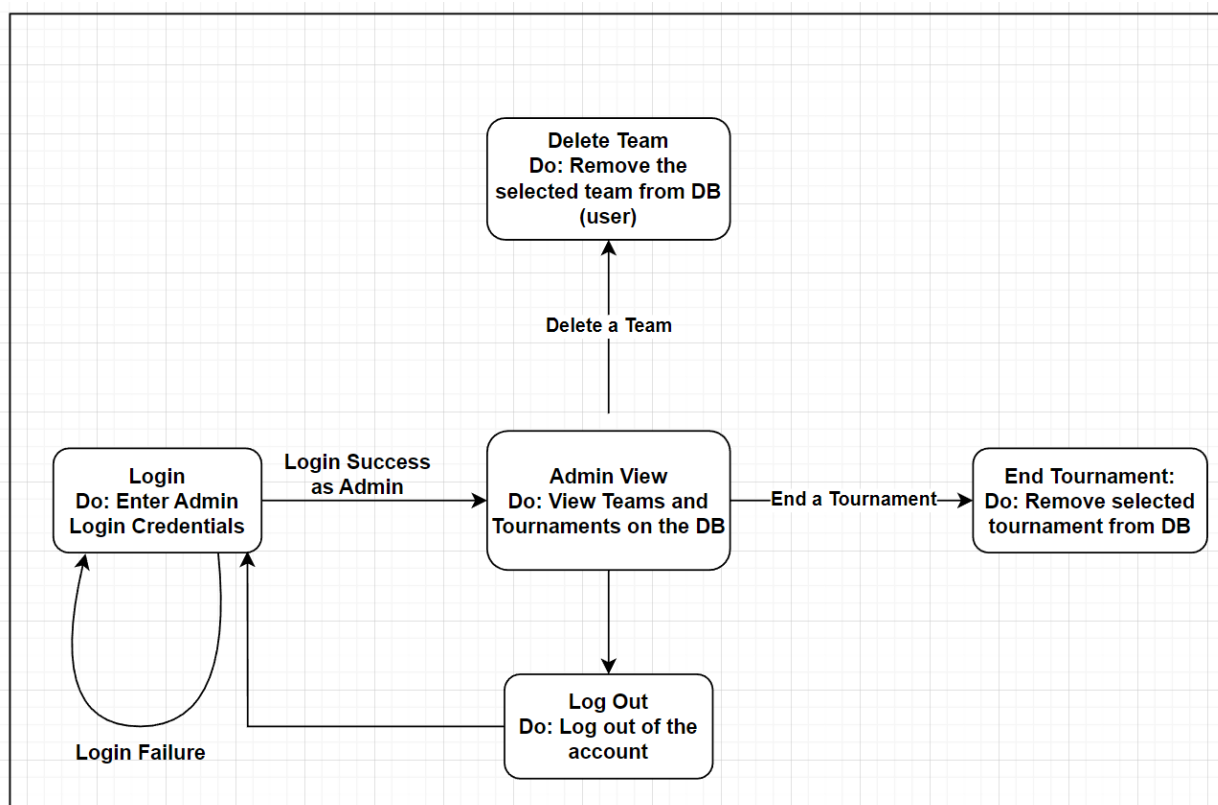 Delete Team
Do: Remove the
selected team from DB
(user)
Delete a Team
Login
Do: Enter Admin
Login Credentials
Login Success
as Admin
Admin View
Do: View Teams and
Tournaments on the DB
End a Tournament
End Tournament:
Do: Remove selected
tournament from DB
Log Out
Do: Log out of the
account
Login Failure